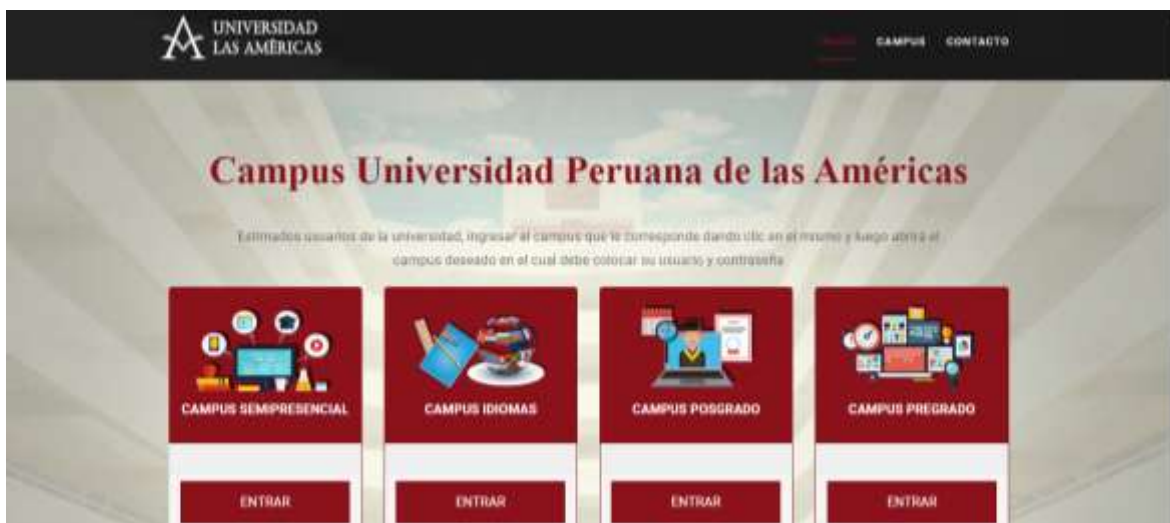 UNIVERSIDAD
LAS AMÉRICAS
CAMPUS CONTACTO
Campus Universidad Peruana de las Américas
Estimados usuarios de la universidad, ingresar al campus que le corresponde dando clic en el mismo y luego abrirá el
campus deseado en el cual debe colocar su usuario y contraseña
CAMPUS SEMIPRESENCIAL
CAMPUS IDIOMAS
CAMPUS POSGRADO
CAMPUS PREGRADO
ENTRAR
ENTRAR
ENTRAR
ENTRAR